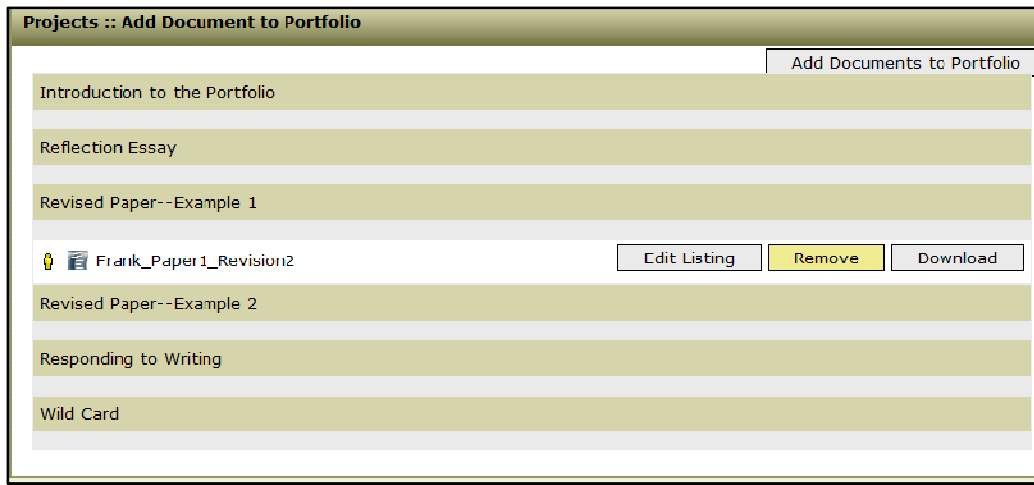 Projects :: Add Document to Portfolio
Add Documents to Portfolio
Introduction to the Portfolio
Reflection Essay
Revised Paper--Example 1
Frank_Paper1_Revision2 Edit Listing Remove Download
Revised Paper--Example 2
Responding to Writing
Wild Card